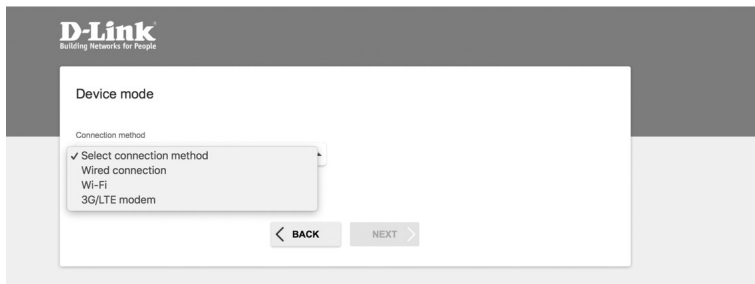 D-Link
Building Networks for People
Device mode
Connection method
Select connection method
Wired connection
Wi-Fi
3G/LTE modem
BACK
NEXT